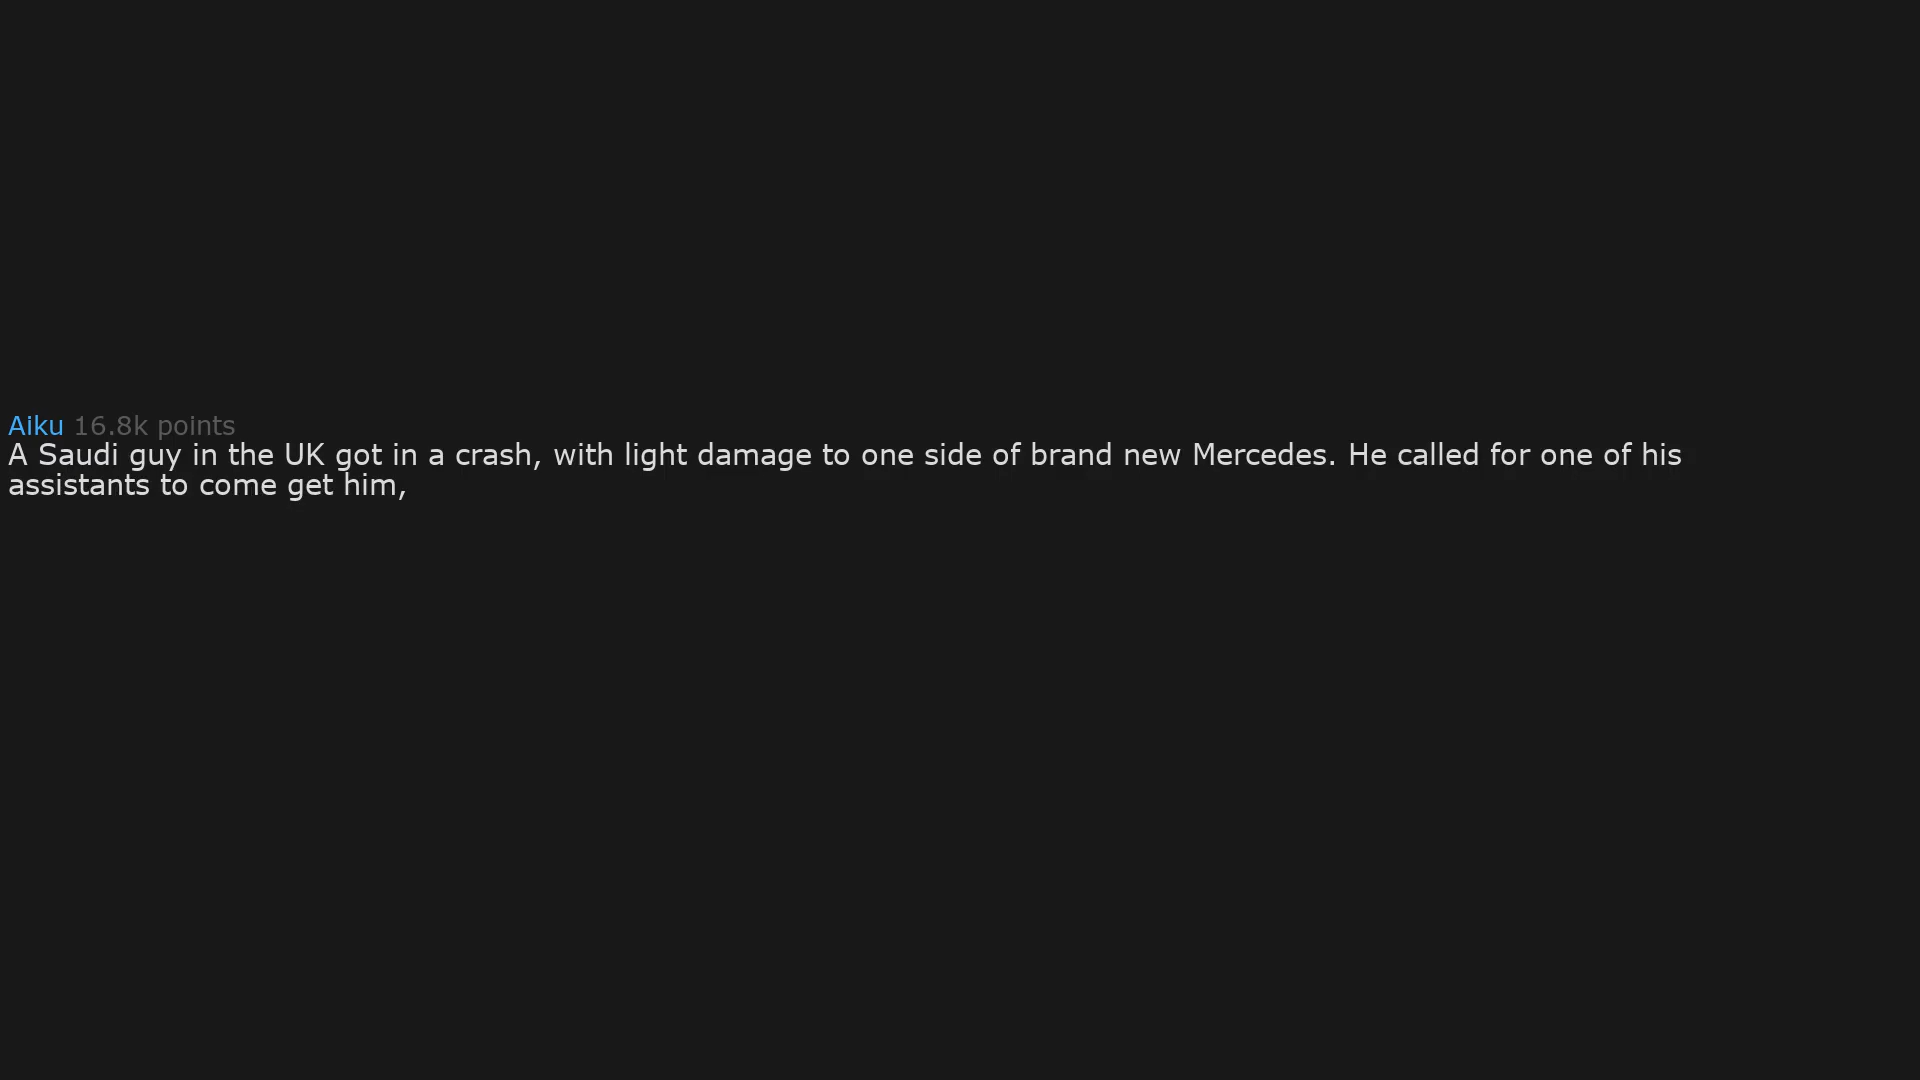 Aiku 16.8k points
A Saudi guy in the UK got in a crash, with light damage to one side of brand new Mercedes. He called for one of his
assistants to come get him,